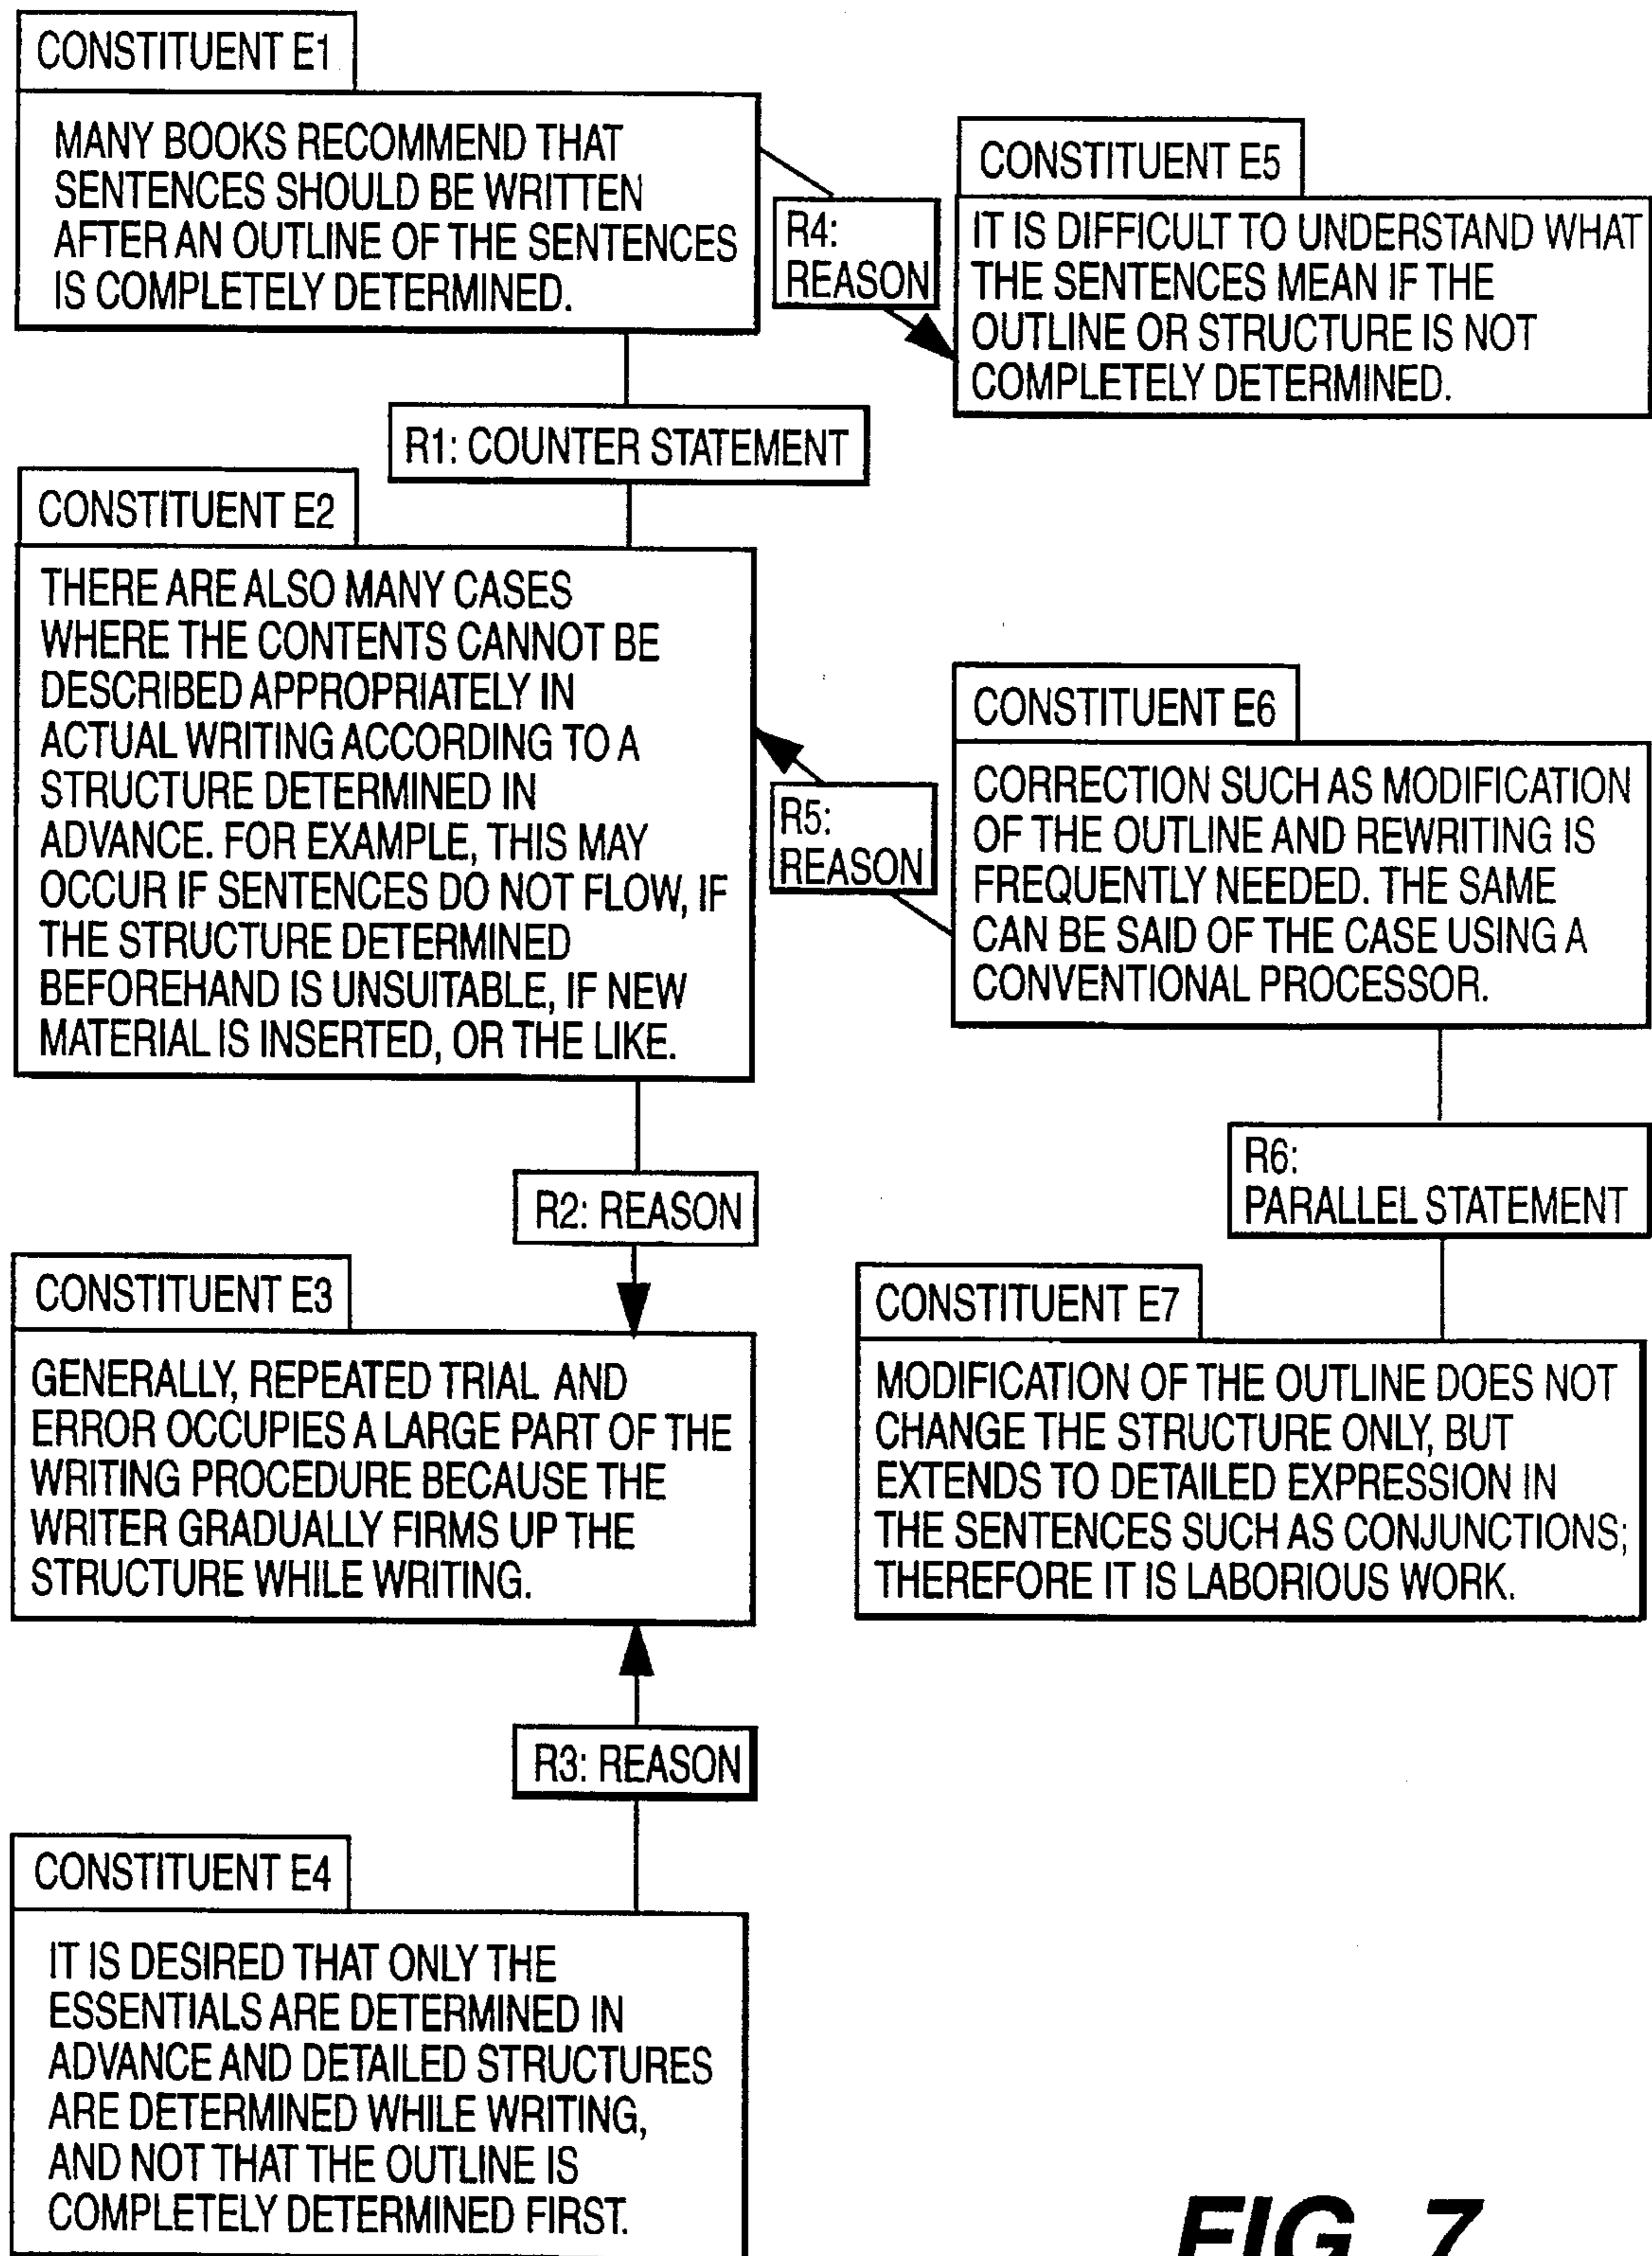 CONSTITUENT E1
MANY BOOKS RECOMMEND THAT
SENTENCES SHOULD BE WRITTEN
AFTER AN OUTLINE OF THE SENTENCES
IS COMPLETELY DETERMINED.
R4:
REASON
CONSTITUENT E5
IT IS DIFFICULT TO UNDERSTAND WHAT
THE SENTENCES MEAN IF THE
OUTLINE OR STRUCTURE IS NOT
COMPLETELY DETERMINED.
R1: COUNTER STATEMENT
CONSTITUENT E2
THERE ARE ALSO MANY CASES
WHERE THE CONTENTS CANNOT BE
DESCRIBED APPROPRIATELY IN
ACTUAL WRITING ACCORDING TO A
STRUCTURE DETERMINED IN
ADVANCE. FOR EXAMPLE, THIS MAY
OCCUR IF SENTENCES DO NOT FLOW, IF
THE STRUCTURE DETERMINED
BEFOREHAND IS UNSUITABLE, IF NEW
MATERIAL IS INSERTED, OR THE LIKE.
R5:
REASON
CONSTITUENT E6
CORRECTION SUCH AS MODIFICATION
OF THE OUTLINE AND REWRITING IS
FREQUENTLY NEEDED. THE SAME
CAN BE SAID OF THE CASE USING A
CONVENTIONAL PROCESSOR.
R2: REASON
R6:
PARALLEL STATEMENT
CONSTITUENT E3
GENERALLY, REPEATED TRIAL AND
ERROR OCCUPIES A LARGE PART OF THE
WRITING PROCEDURE BECAUSE THE
WRITER GRADUALLY FIRMS UP THE
STRUCTURE WHILE WRITING.
CONSTITUENT E7
MODIFICATION OF THE OUTLINE DOES NOT
CHANGE THE STRUCTURE ONLY, BUT
EXTENDS TO DETAILED EXPRESSION IN
THE SENTENCES SUCH AS CONJUNCTIONS;
THEREFORE IT IS LABORIOUS WORK.
R3: REASON
CONSTITUENT E4
IT IS DESIRED THAT ONLY THE
ESSENTIALS ARE DETERMINED IN
ADVANCE AND DETAILED STRUCTURES
ARE DETERMINED WHILE WRITING,
AND NOT THAT THE OUTLINE IS
COMPLETELY DETERMINED FIRST.
FIG. 7